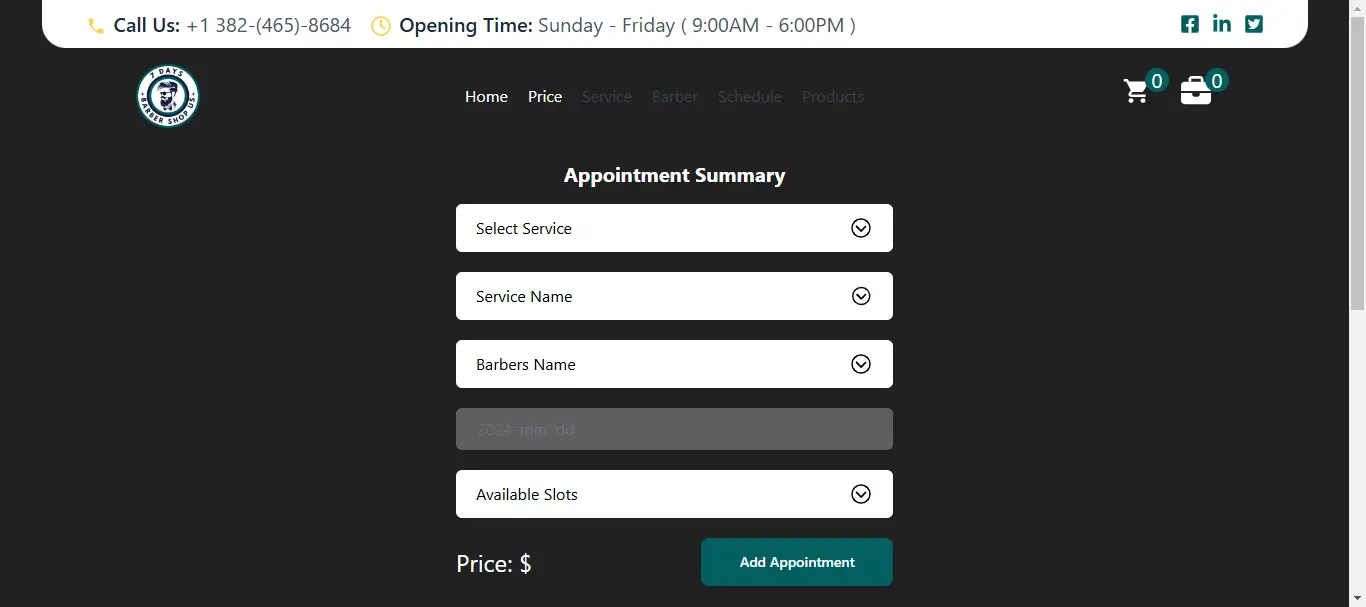 Call Us: +1 382-(465)-8684 Opening Time: Sunday - Friday ( 9:00AM - 6:00PM )
7 DAYS
BARBER SHOP US
Home Price Service Barber Schedule Products
0 0
Appointment Summary
Select Service
Service Name
Barbers Name
2024-mm-dd
Available Slots
Price: $ Add Appointment